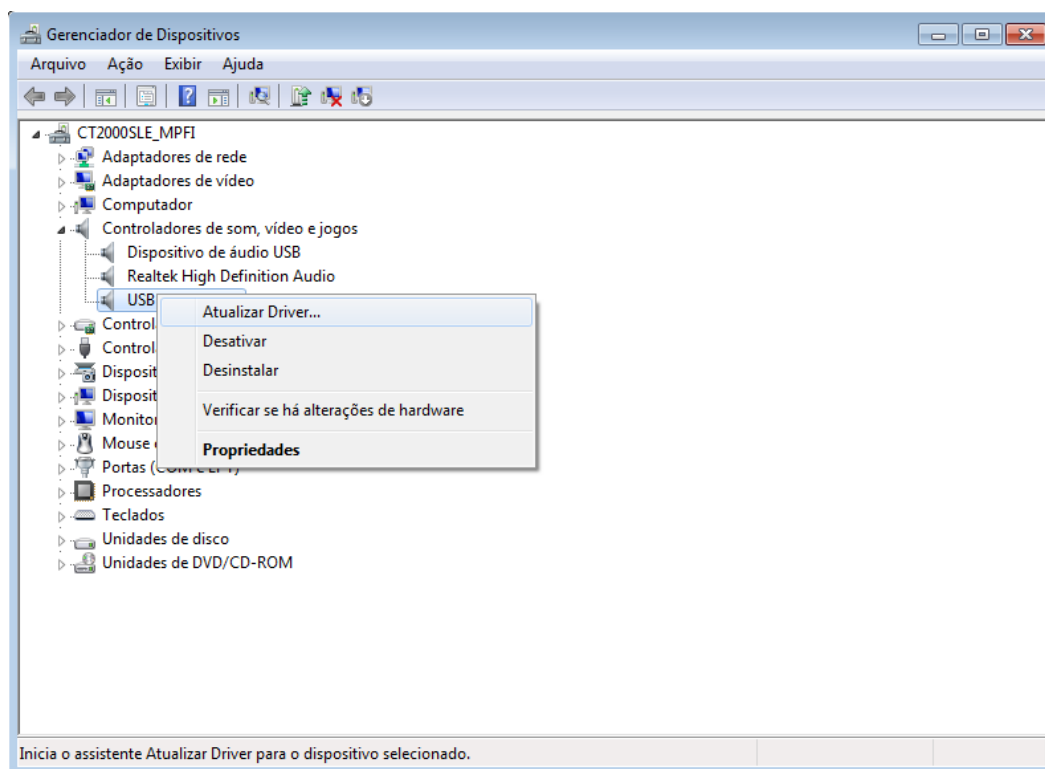 Gerenciador de Dispositivos
Arquivo Ação Exibir Ajuda
CT2000SLE_MPFI
Adaptadores de rede
Adaptadores de vídeo
Computador
Controladores de som, vídeo e jogos
Dispositivo de áudio USB
Realtek High Definition Audio
USB
Atualizar Driver...
Desativar
Desinstalar
Verificar se há alterações de hardware
Propriedades
Control
Control
Disposit
Disposit
Monitor
Mouse
Portas (COM e LPT)
Processadores
Teclados
Unidades de disco
Unidades de DVD/CD-ROM
Inicia o assistente Atualizar Driver para o dispositivo selecionado.